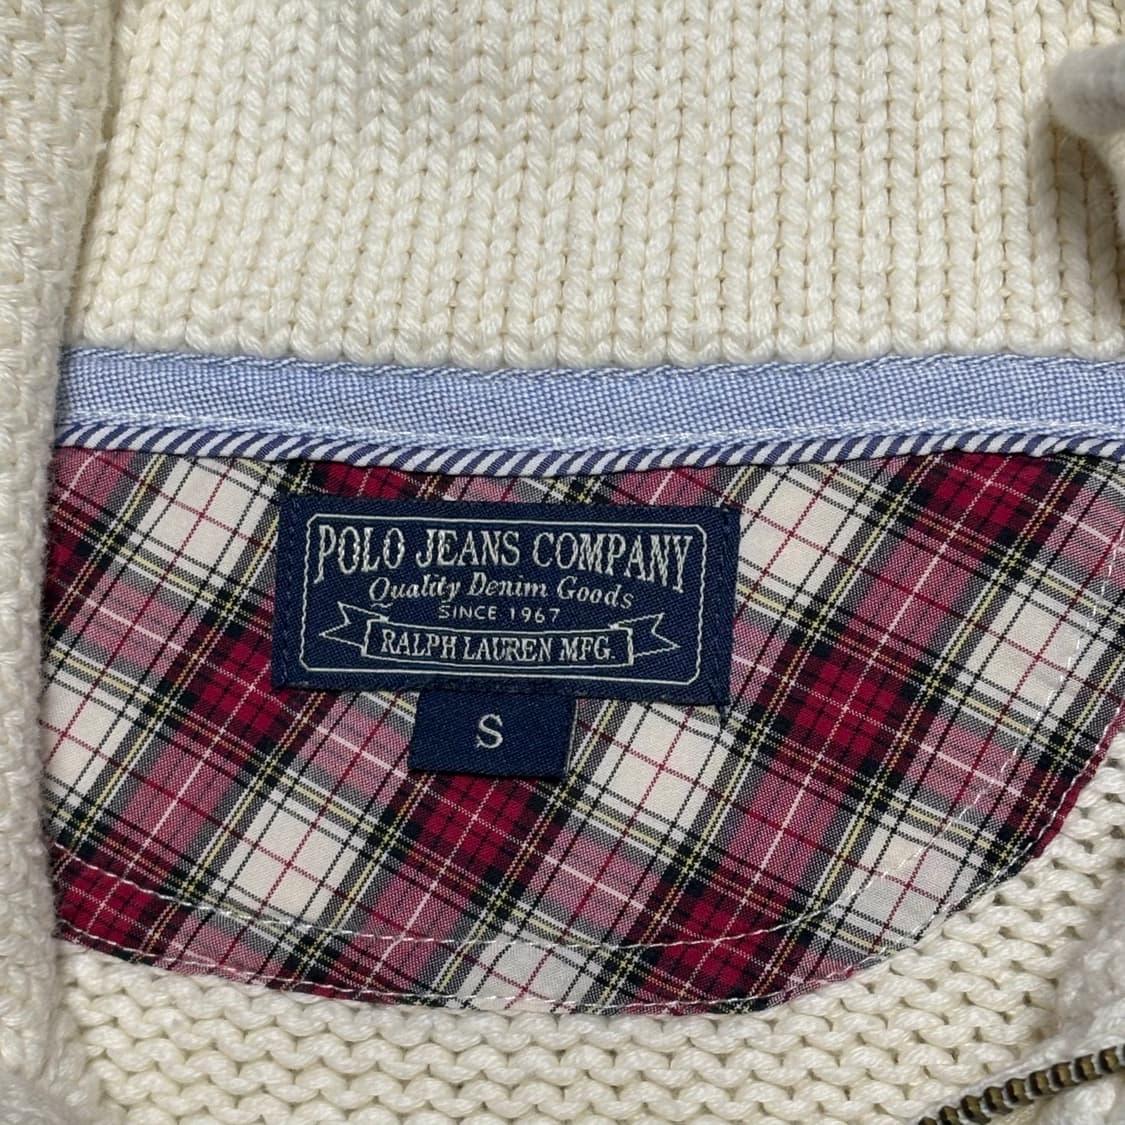 POLO JEANS COMPANY
Quality Denim Goods
SINCE 1967
RALPH LAUREN MFG.
S